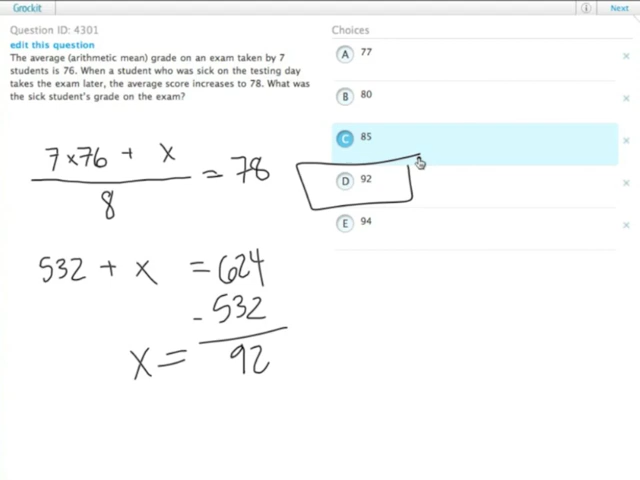 Grockit
Next
Question ID: 4301
edit this question
The average (arithmetic mean) grade on an exam taken by 7
students is 76. When a student who was sick on the testing day
takes the exam later, the average score increases to 78. What was
the sick student's grade on the exam?
Choices
A 77
B 80
C 85
D 92
E 94
7×76 + x
8
= 78
532 + x = 624
- 532
x = 92